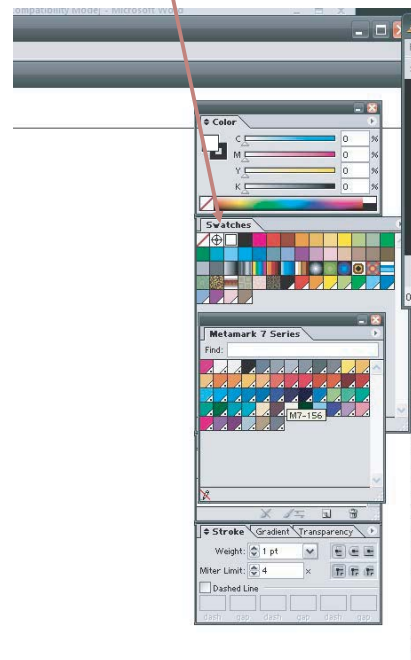 Compatibility Mode] - Microsoft Word
Color
C 0 %
M 0 %
Y 0 %
K 0 %
Swatches
Metamark 7 Series
Find:
M7-156
Stroke Gradient Transparency
Weight: 1 pt
Miter Limit: 4 x
Dashed Line
dash gap dash gap dash gap